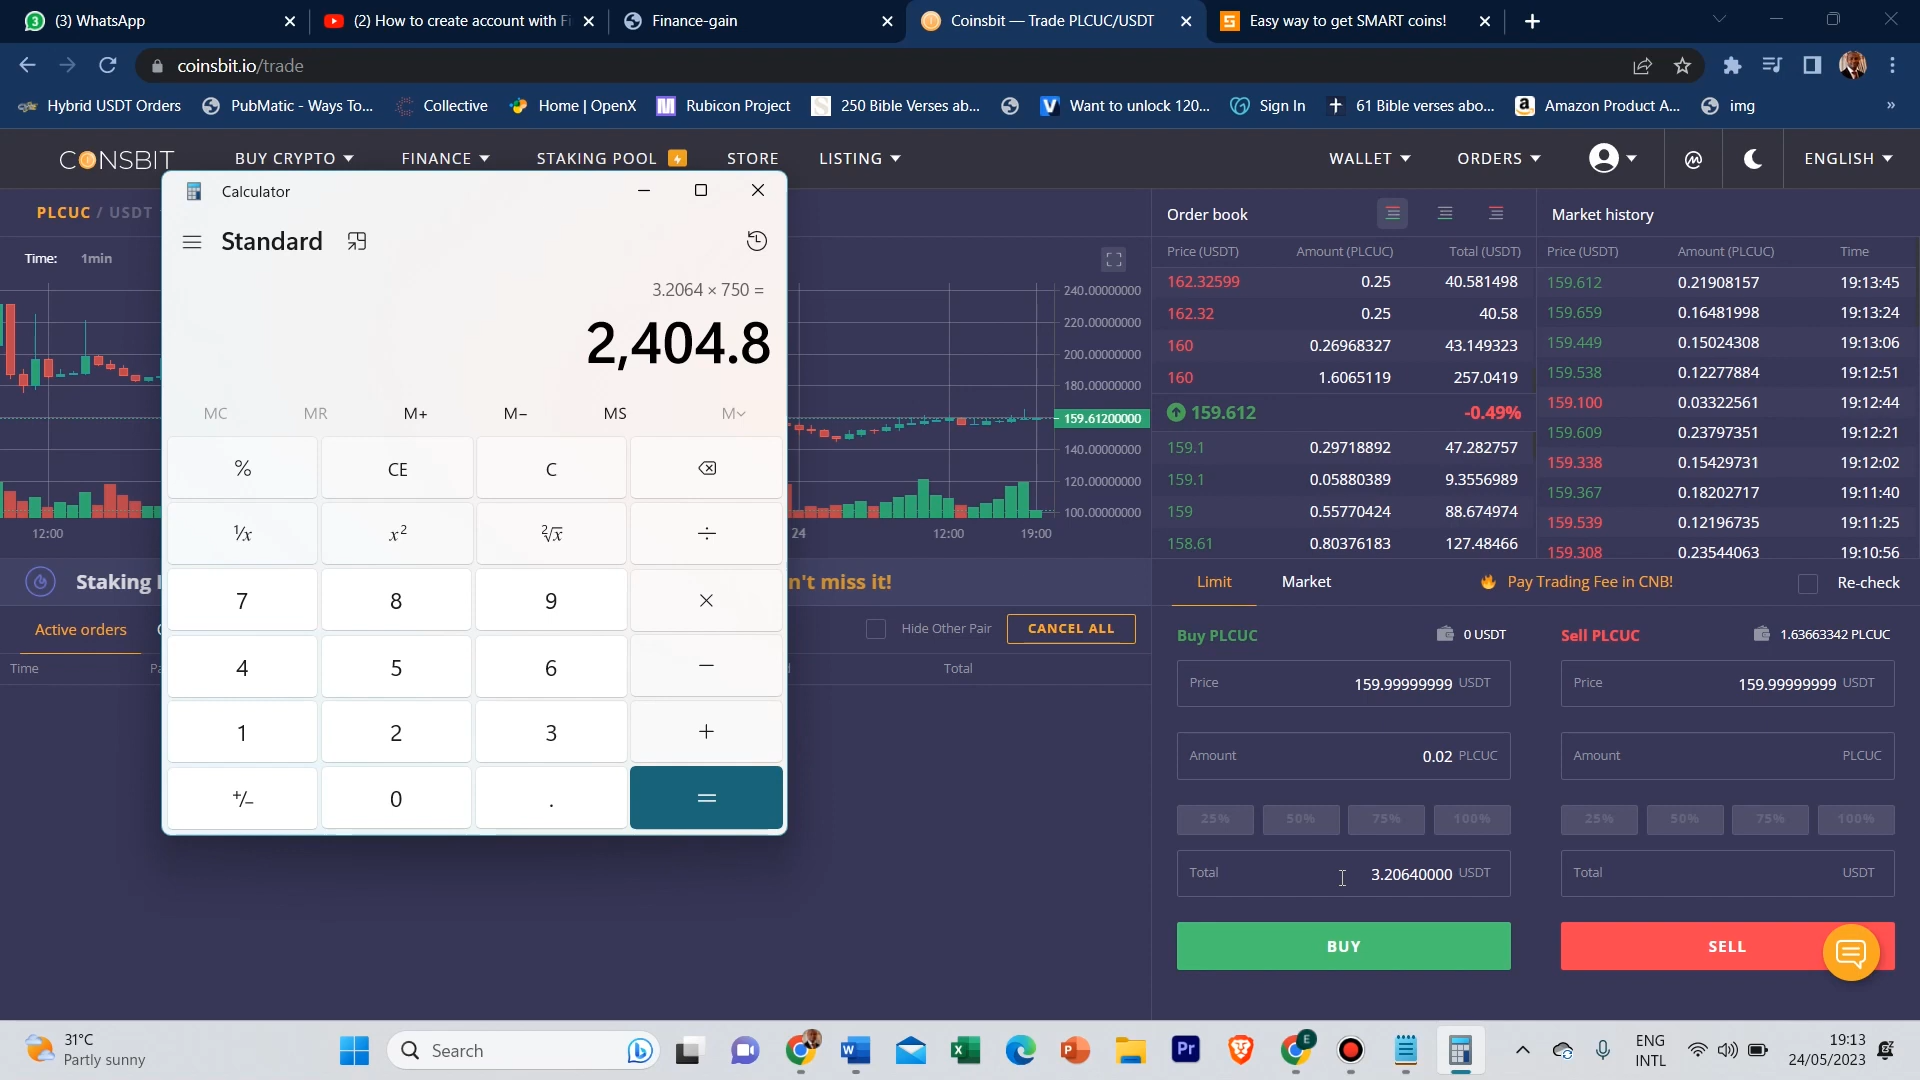 (3) WhatsApp
(2) How to create account with Fi
Finance-gain
Coinsbit — Trade PLCUC/USDT
Easy way to get SMART coins!
coinsbit.io/trade
Hybrid USDT Orders
PubMatic - Ways To...
Collective
Home | OpenX
Rubicon Project
250 Bible Verses ab...
Want to unlock 120...
Sign In
61 Bible verses abo...
Amazon Product A...
img
»
CONSBIT
BUY CRYPTO
FINANCE
STAKING POOL
STORE
LISTING
WALLET
ORDERS
ENGLISH
PLCUC / USDT
Time: 1min
Calculator
Standard
3.2064 × 750 =
2,404.8
MC MR M+ M− MS M
% CE C
¹/x x² ²√x ÷
7 8 9 ×
4 5 6 −
1 2 3 +
+/− 0 . =
240.00000000
220.00000000
200.00000000
180.00000000
159.61200000
140.00000000
120.00000000
100.00000000
12:00
24
12:00
19:00
Order book
Price (USDT) Amount (PLCUC) Total (USDT)
162.32599 0.25 40.581498
162.32 0.25 40.58
160 0.26968327 43.149323
160 1.6065119 257.0419
159.612 -0.49%
159.1 0.29718892 47.282757
159.1 0.05880389 9.3556989
159 0.55770424 88.674974
158.61 0.80376183 127.48466
Market history
Price (USDT) Amount (PLCUC) Time
159.612 0.21908157 19:13:45
159.659 0.16481998 19:13:24
159.449 0.15024308 19:13:06
159.538 0.12277884 19:12:51
159.100 0.03322561 19:12:44
159.609 0.23797351 19:12:21
159.338 0.15429731 19:12:02
159.367 0.18202717 19:11:40
159.539 0.12196735 19:11:25
159.308 0.23544063 19:10:56
Staking
n't miss it!
Active orders
Hide Other Pair
CANCEL ALL
Time
Pa
Total
Limit
Market
Pay Trading Fee in CNB!
Re-check
Buy PLCUC
0 USDT
Price 159.99999999 USDT
Amount 0.02 PLCUC
25% 50% 75% 100%
Total 3.20640000 USDT
BUY
Sell PLCUC
1.63663342 PLCUC
Price 159.99999999 USDT
Amount PLCUC
25% 50% 75% 100%
Total USDT
SELL
31°C
Partly sunny
Search
ENG
INTL
19:13
24/05/2023